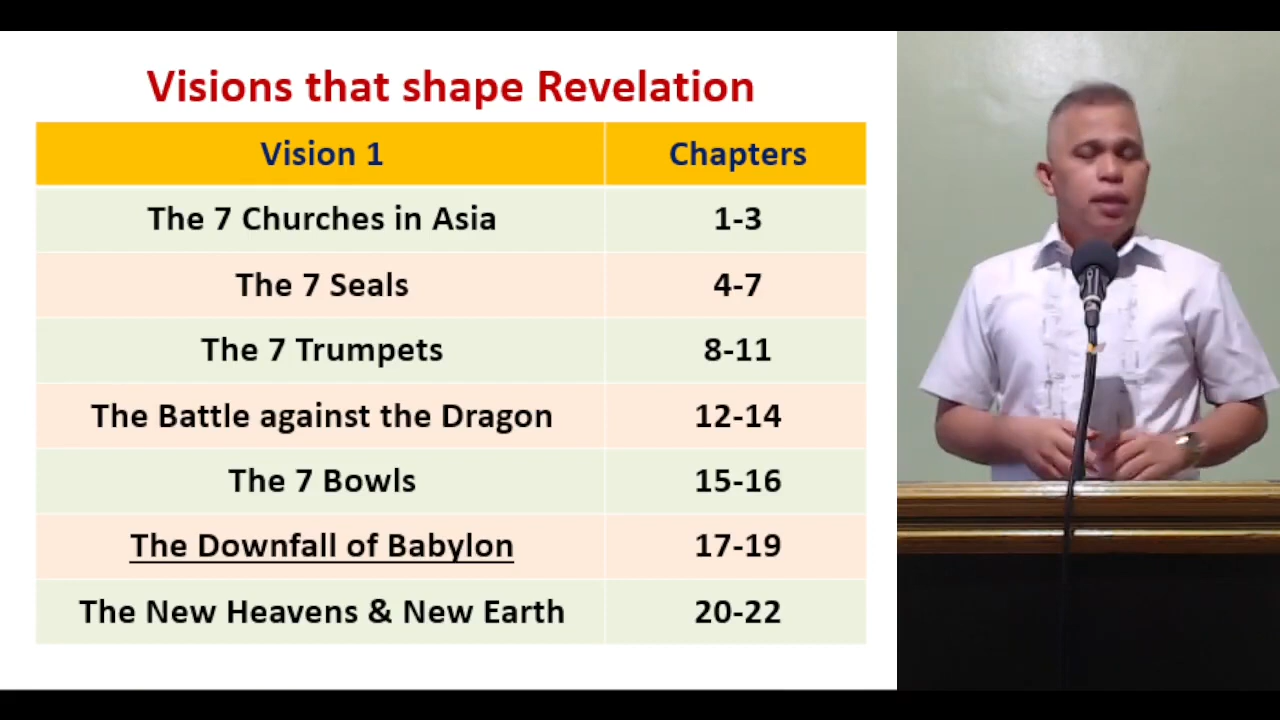 Visions that shape Revelation
Vision 1 Chapters
The 7 Churches in Asia 1-3
The 7 Seals 4-7
The 7 Trumpets 8-11
The Battle against the Dragon 12-14
The 7 Bowls 15-16
The Downfall of Babylon 17-19
The New Heavens & New Earth 20-22